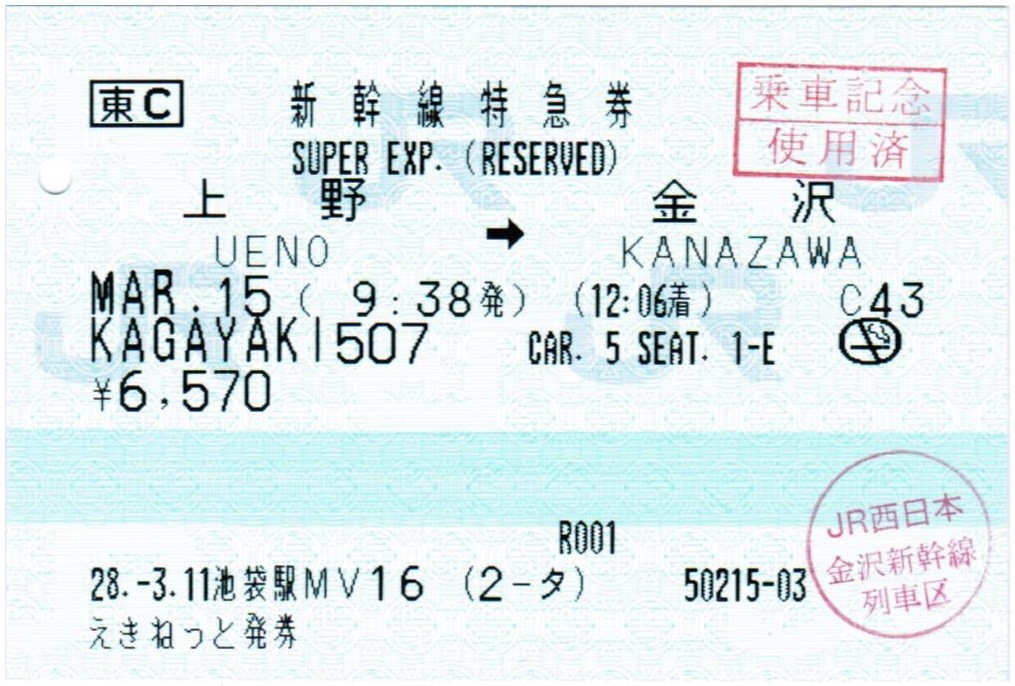 東C 新幹線特急券
乗車記念
使用済
SUPER EXP. (RESERVED)
上野 → 金沢
UENO KANAZAWA
MAR. 15 ( 9:38発) (12:06着) C43
KAGAYAKI507 CAR. 5 SEAT. 1-E
¥6,570
R001
28.-3.11池袋駅MV16 (2-タ) 50215-03
えきねっと発券
JR西日本
金沢新幹線
列車区